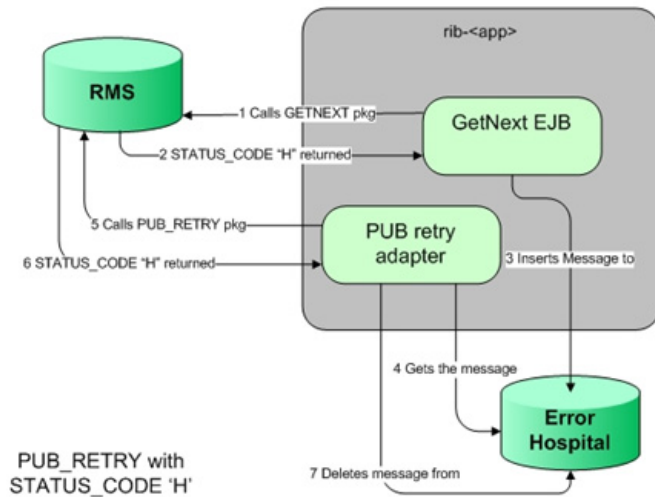 rib-<app>
RMS
1 Calls GETNEXT pkg
GetNext EJB
2 STATUS_CODE “H” returned
5 Calls PUB_RETRY pkg
PUB retry
adapter
6 STATUS_CODE “H” returned
3 Inserts Message to
4 Gets the message
Error
Hospital
PUB_RETRY with
STATUS_CODE ‘H’
7 Deletes message from